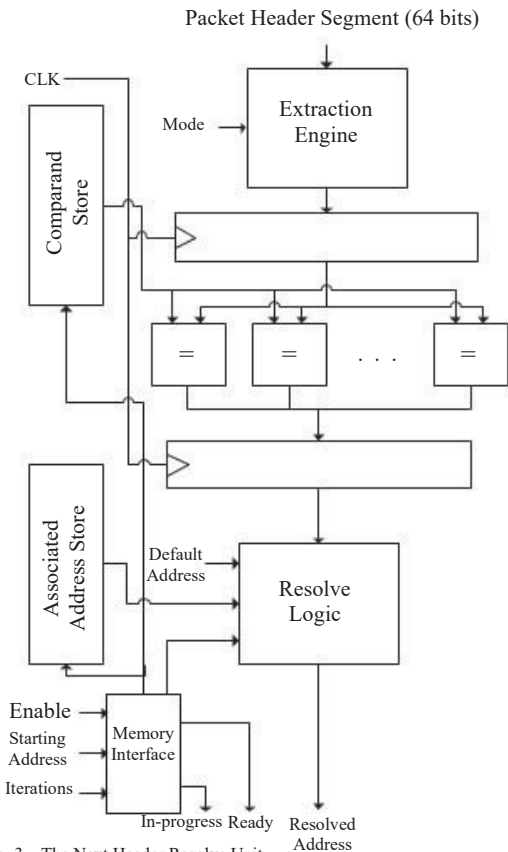 Packet Header Segment (64 bits)
CLK
Mode
Extraction
Engine
Comparand
Store
=
=
. . .
=
Associated
Address Store
Default
Address
Resolve
Logic
Enable
Starting
Address
Iterations
Memory
Interface
In-progress
Ready
Resolved
Address
The Next Header Resolve Unit